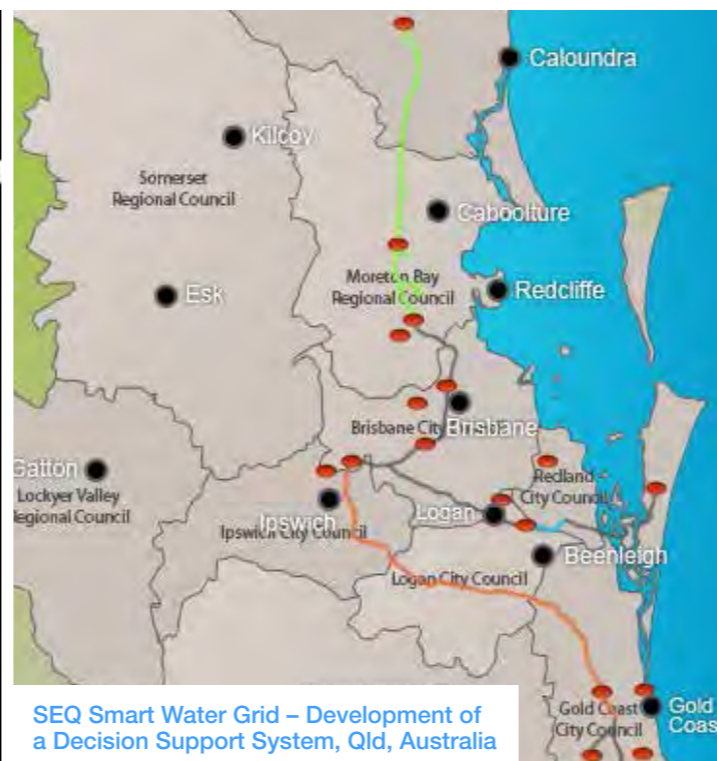 Caloundra
Kilcoy
Somerset
Regional Council
Caboolture
Moreton Bay
Regional Council
Esk
Redcliffe
Brisbane City
Brisbane
Gatton
Lockyer Valley
Regional Council
Redland
City Council
Ipswich
Ipswich City Council
Logan
Beenleigh
Logan City Council
Gold Coast
City Council
Gold
Coas
SEQ Smart Water Grid – Development of
a Decision Support System, Qld, Australia